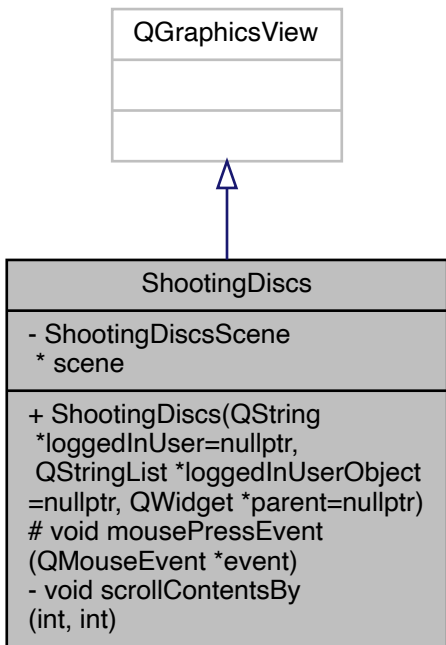 QGraphicsView
ShootingDiscs
- ShootingDiscsScene
* scene
+ ShootingDiscs(QString
*loggedInUser=nullptr,
QStringList *loggedInUserObject
=nullptr, QWidget *parent=nullptr)
# void mousePressEvent
(QMouseEvent *event)
- void scrollContentsBy
(int, int)